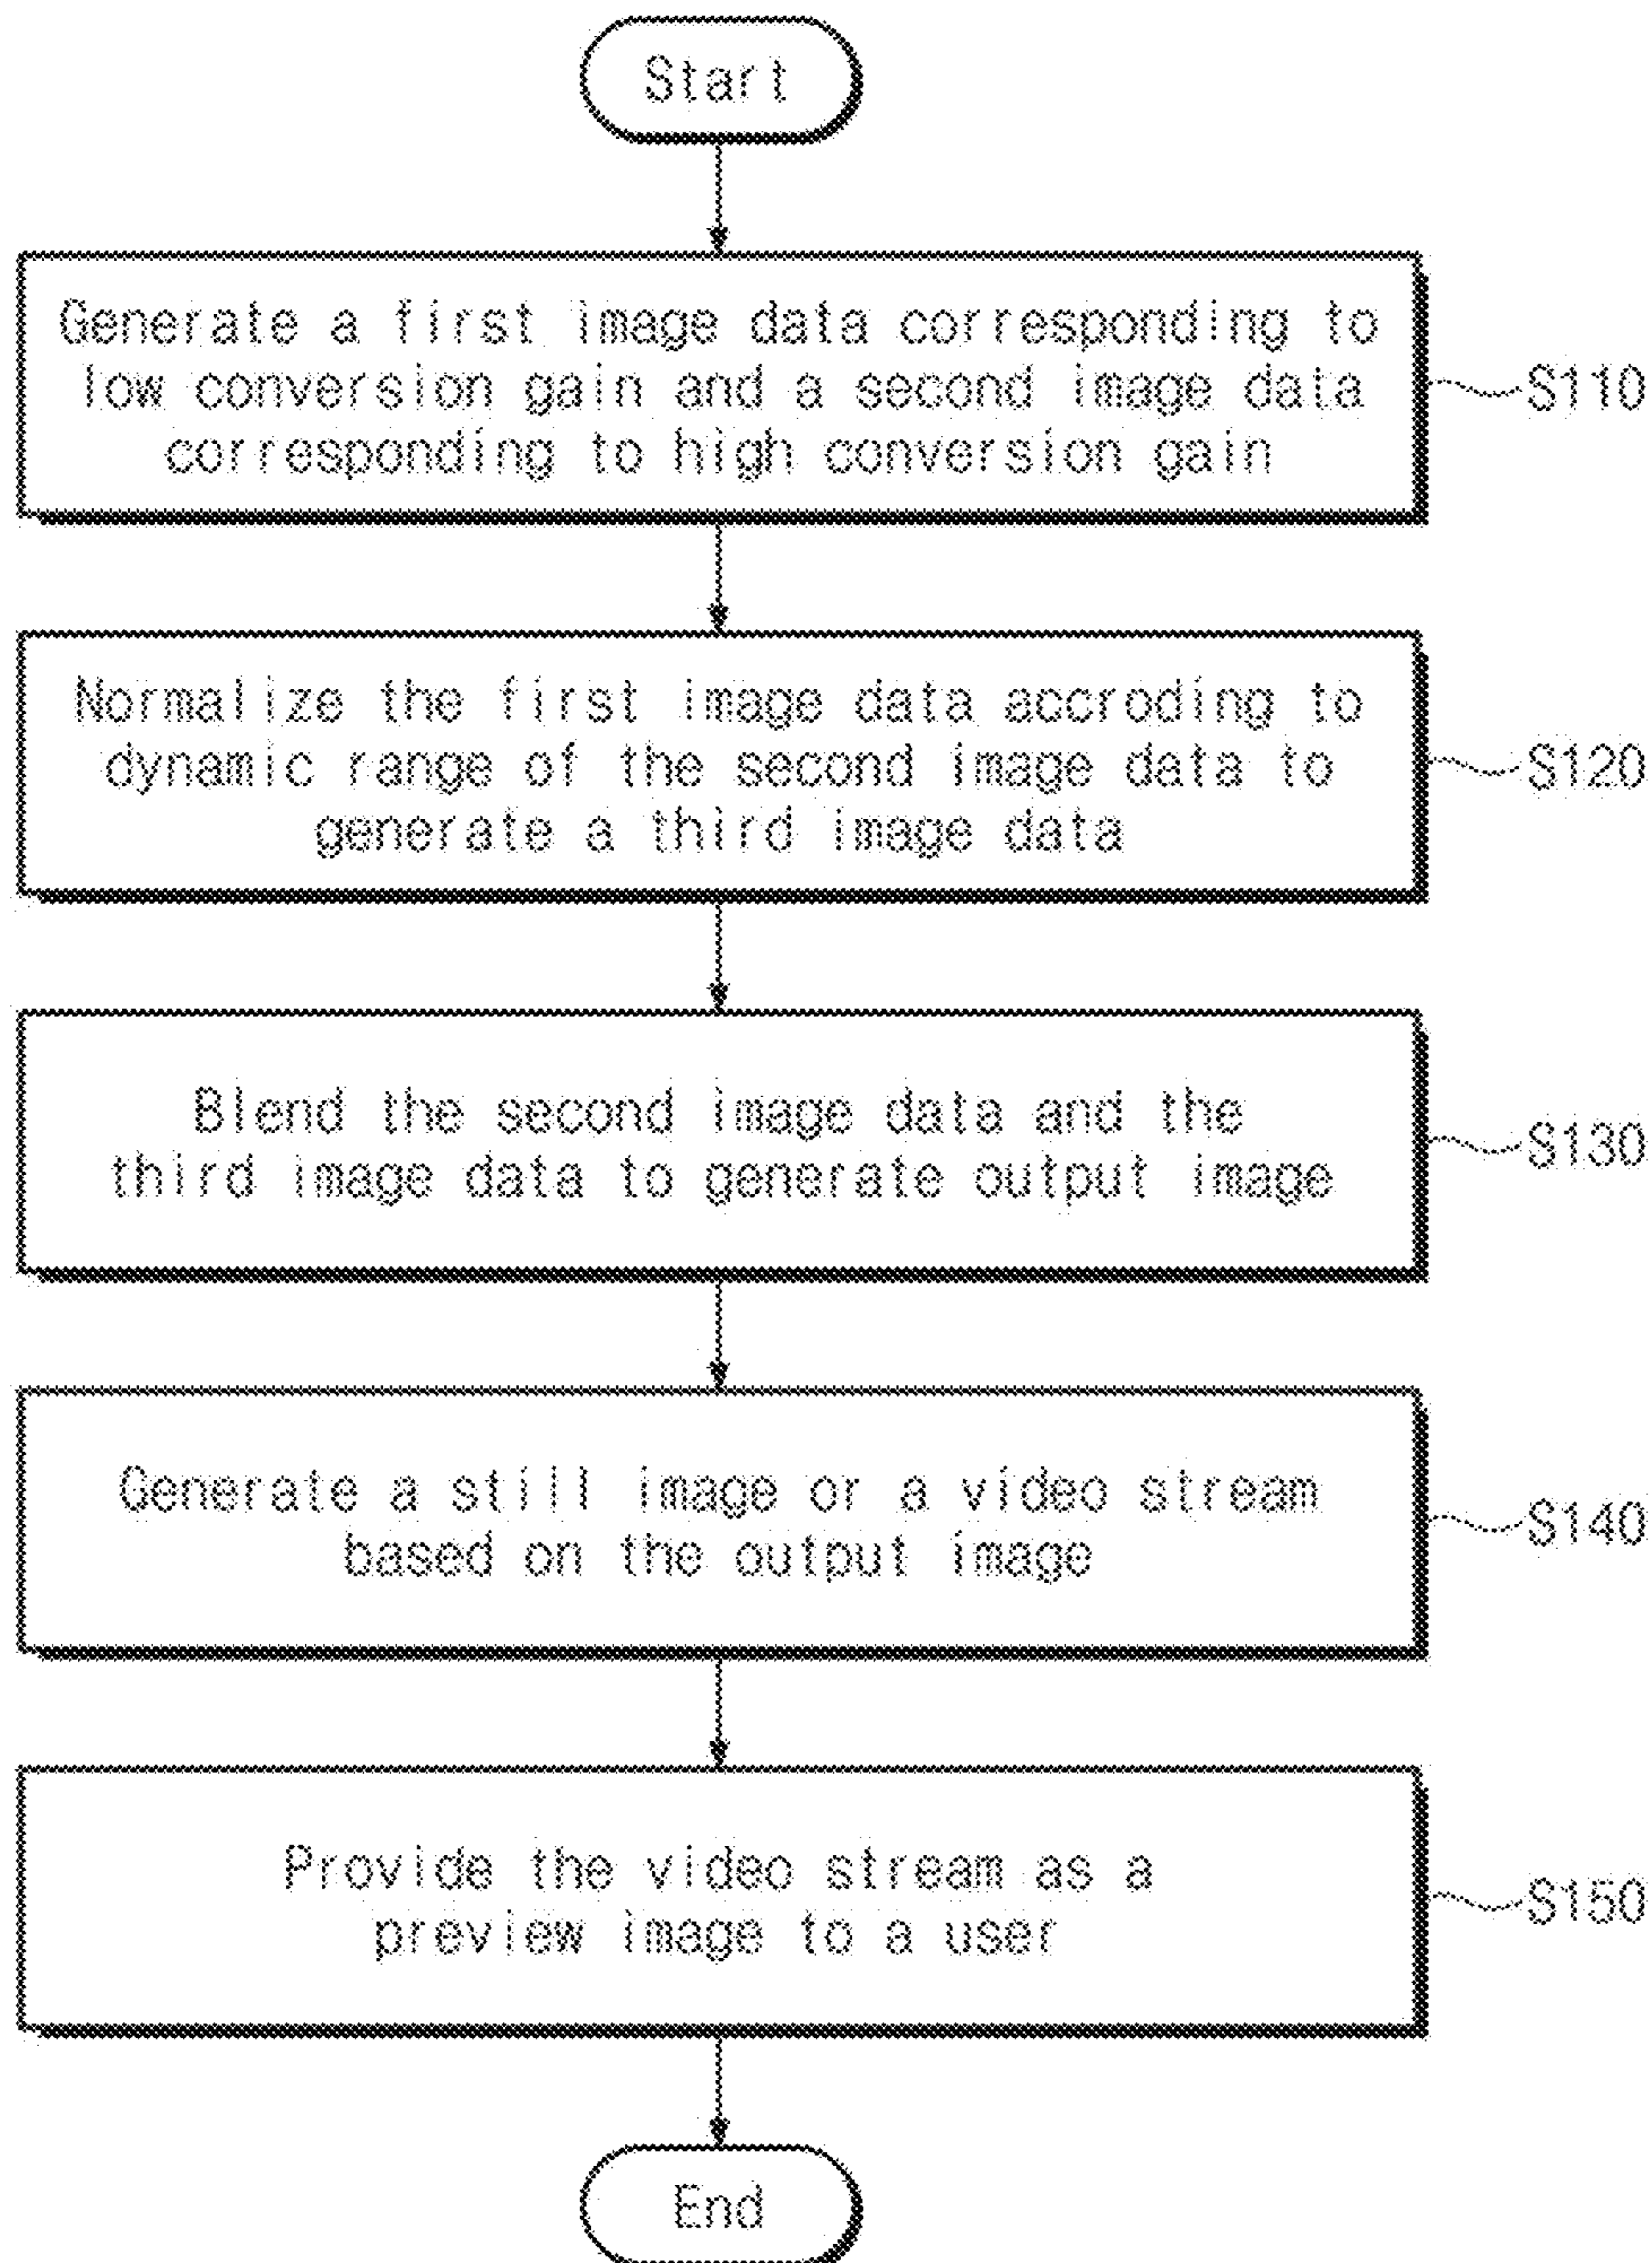 Start
Generate a first image data corresponding to
low conversion gain and a second image data
corresponding to high conversion gain
S110
Normalize the first image data accroding to
dynamic range of the second image data to
generate a third image data
S120
Blend the second image data and the
third image data to generate output image
S130
Generate a still image or a video stream
based on the output image
S140
Provide the video stream as a
preview image to a user
S150
End